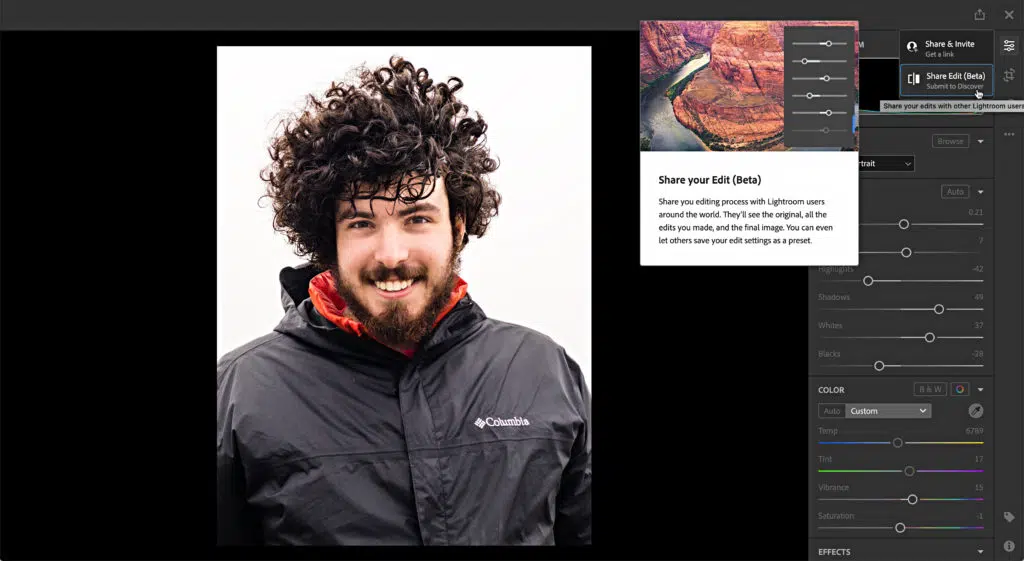 M
Share & Invite
Get a link
Share Edit (Beta)
Submit to Discover
Share your edits with other Lightroom users
Browse
trait
Auto
0.21
7
Share your Edit (Beta)
Share you editing process with Lightroom users
around the world. They'll see the original, all the
edits you made, and the final image. You can even
let others save your edit settings as a preset.
Highlights -42
Shadows 49
Whites 37
Blacks -38
COLOR B & W
Auto Custom
Temp 6789
Tint 17
Vibrance 15
Saturation -1
EFFECTS
Columbia